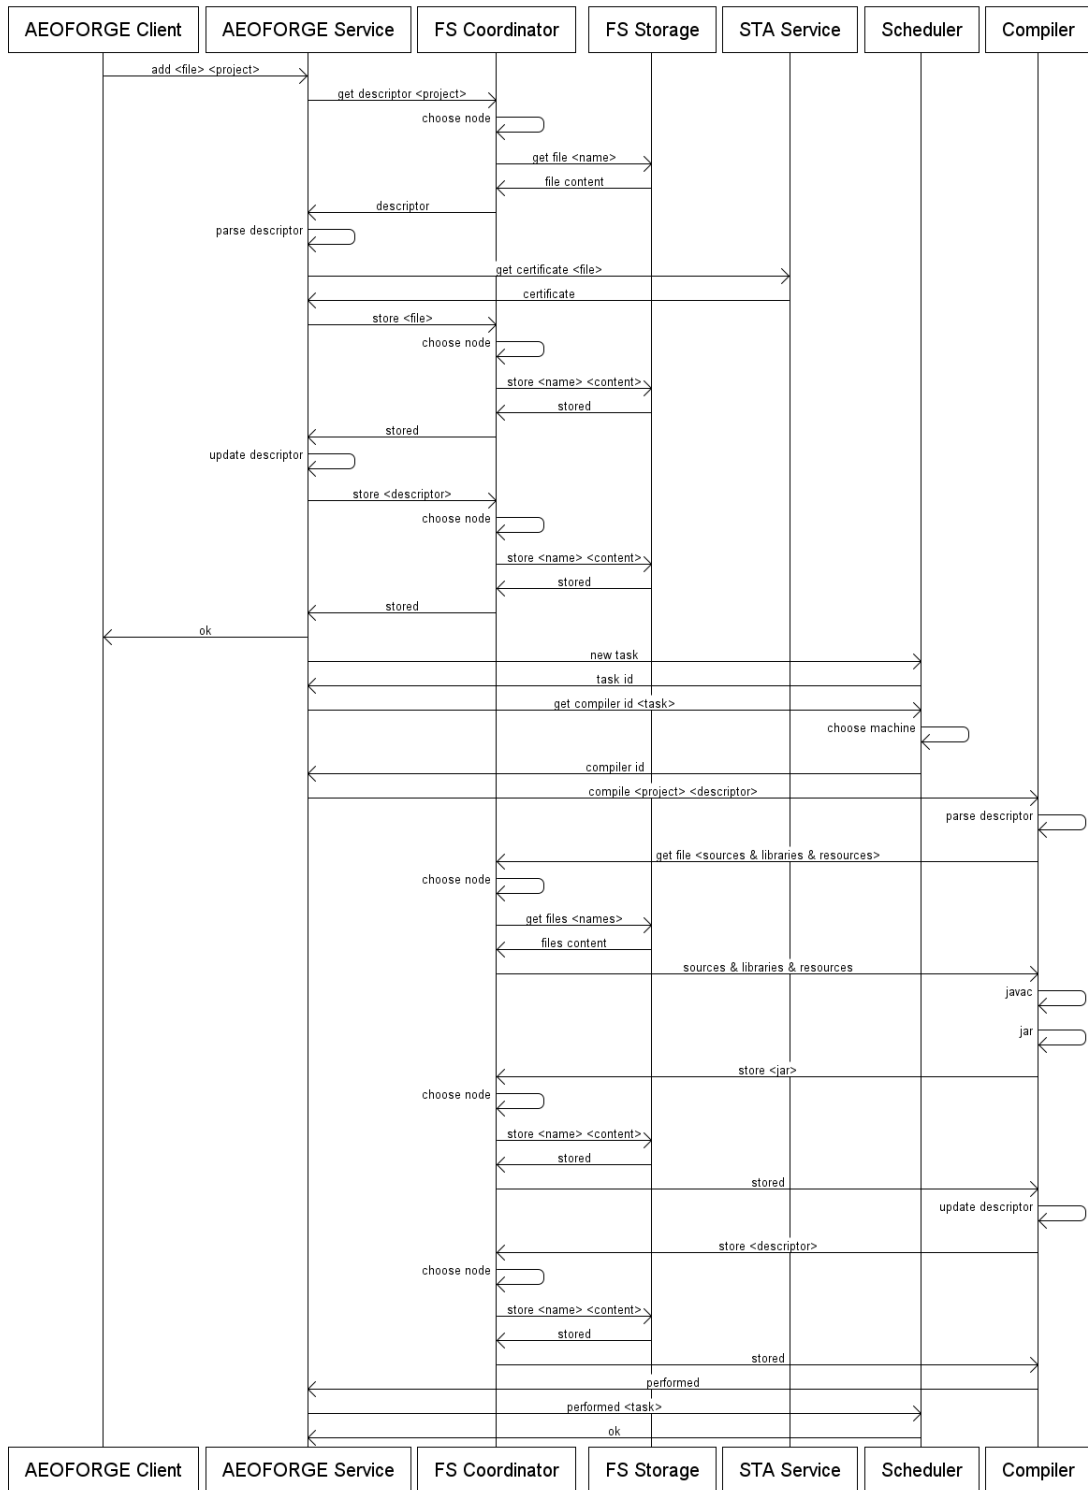 AEOFORGE Client AEOFORGE Service FS Coordinator FS Storage STA Service Scheduler Compiler
add <file> <project>
get descriptor <project>
choose node
get file <name>
file content
descriptor
parse descriptor
get certificate <file>
certificate
store <file>
choose node
store <name> <content>
stored
stored
update descriptor
store <descriptor>
choose node
store <name> <content>
stored
stored
ok
new task
task id
get compiler id <task>
choose machine
compiler id
compile <project> <descriptor>
parse descriptor
get file <sources & libraries & resources>
choose node
get files <names>
files content
sources & libraries & resources
javac
jar
store <jar>
choose node
store <name> <content>
stored
stored
update descriptor
store <descriptor>
choose node
store <name> <content>
stored
stored
performed
performed <task>
ok
AEOFORGE Client AEOFORGE Service FS Coordinator FS Storage STA Service Scheduler Compiler